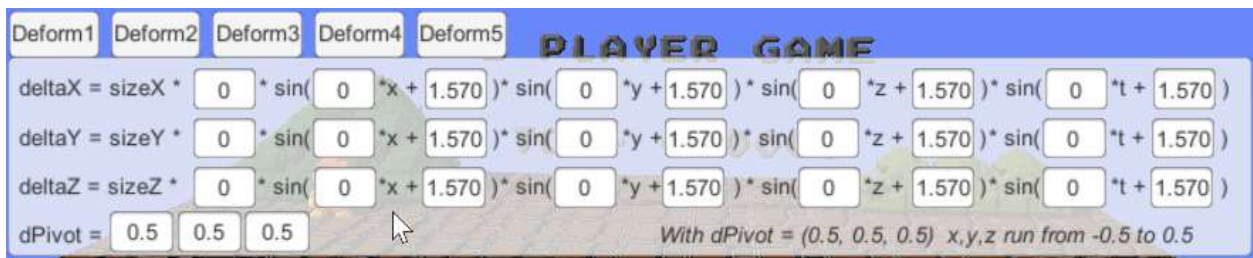 Deform1 Deform2 Deform3 Deform4 Deform5
PLAYER GAME
deltaX = sizeX * 0 * sin( 0 *x + 1.570 )* sin( 0 *y + 1.570 )* sin( 0 *z + 1.570 )* sin( 0 *t + 1.570 )
deltaY = sizeY * 0 * sin( 0 *x + 1.570 )* sin( 0 *y + 1.570 )* sin( 0 *z + 1.570 )* sin( 0 *t + 1.570 )
deltaZ = sizeZ * 0 * sin( 0 *x + 1.570 )* sin( 0 *y + 1.570 )* sin( 0 *z + 1.570 )* sin( 0 *t + 1.570 )
dPivot = 0.5 0.5 0.5 With dPivot = (0.5, 0.5, 0.5) x,y,z run from -0.5 to 0.5